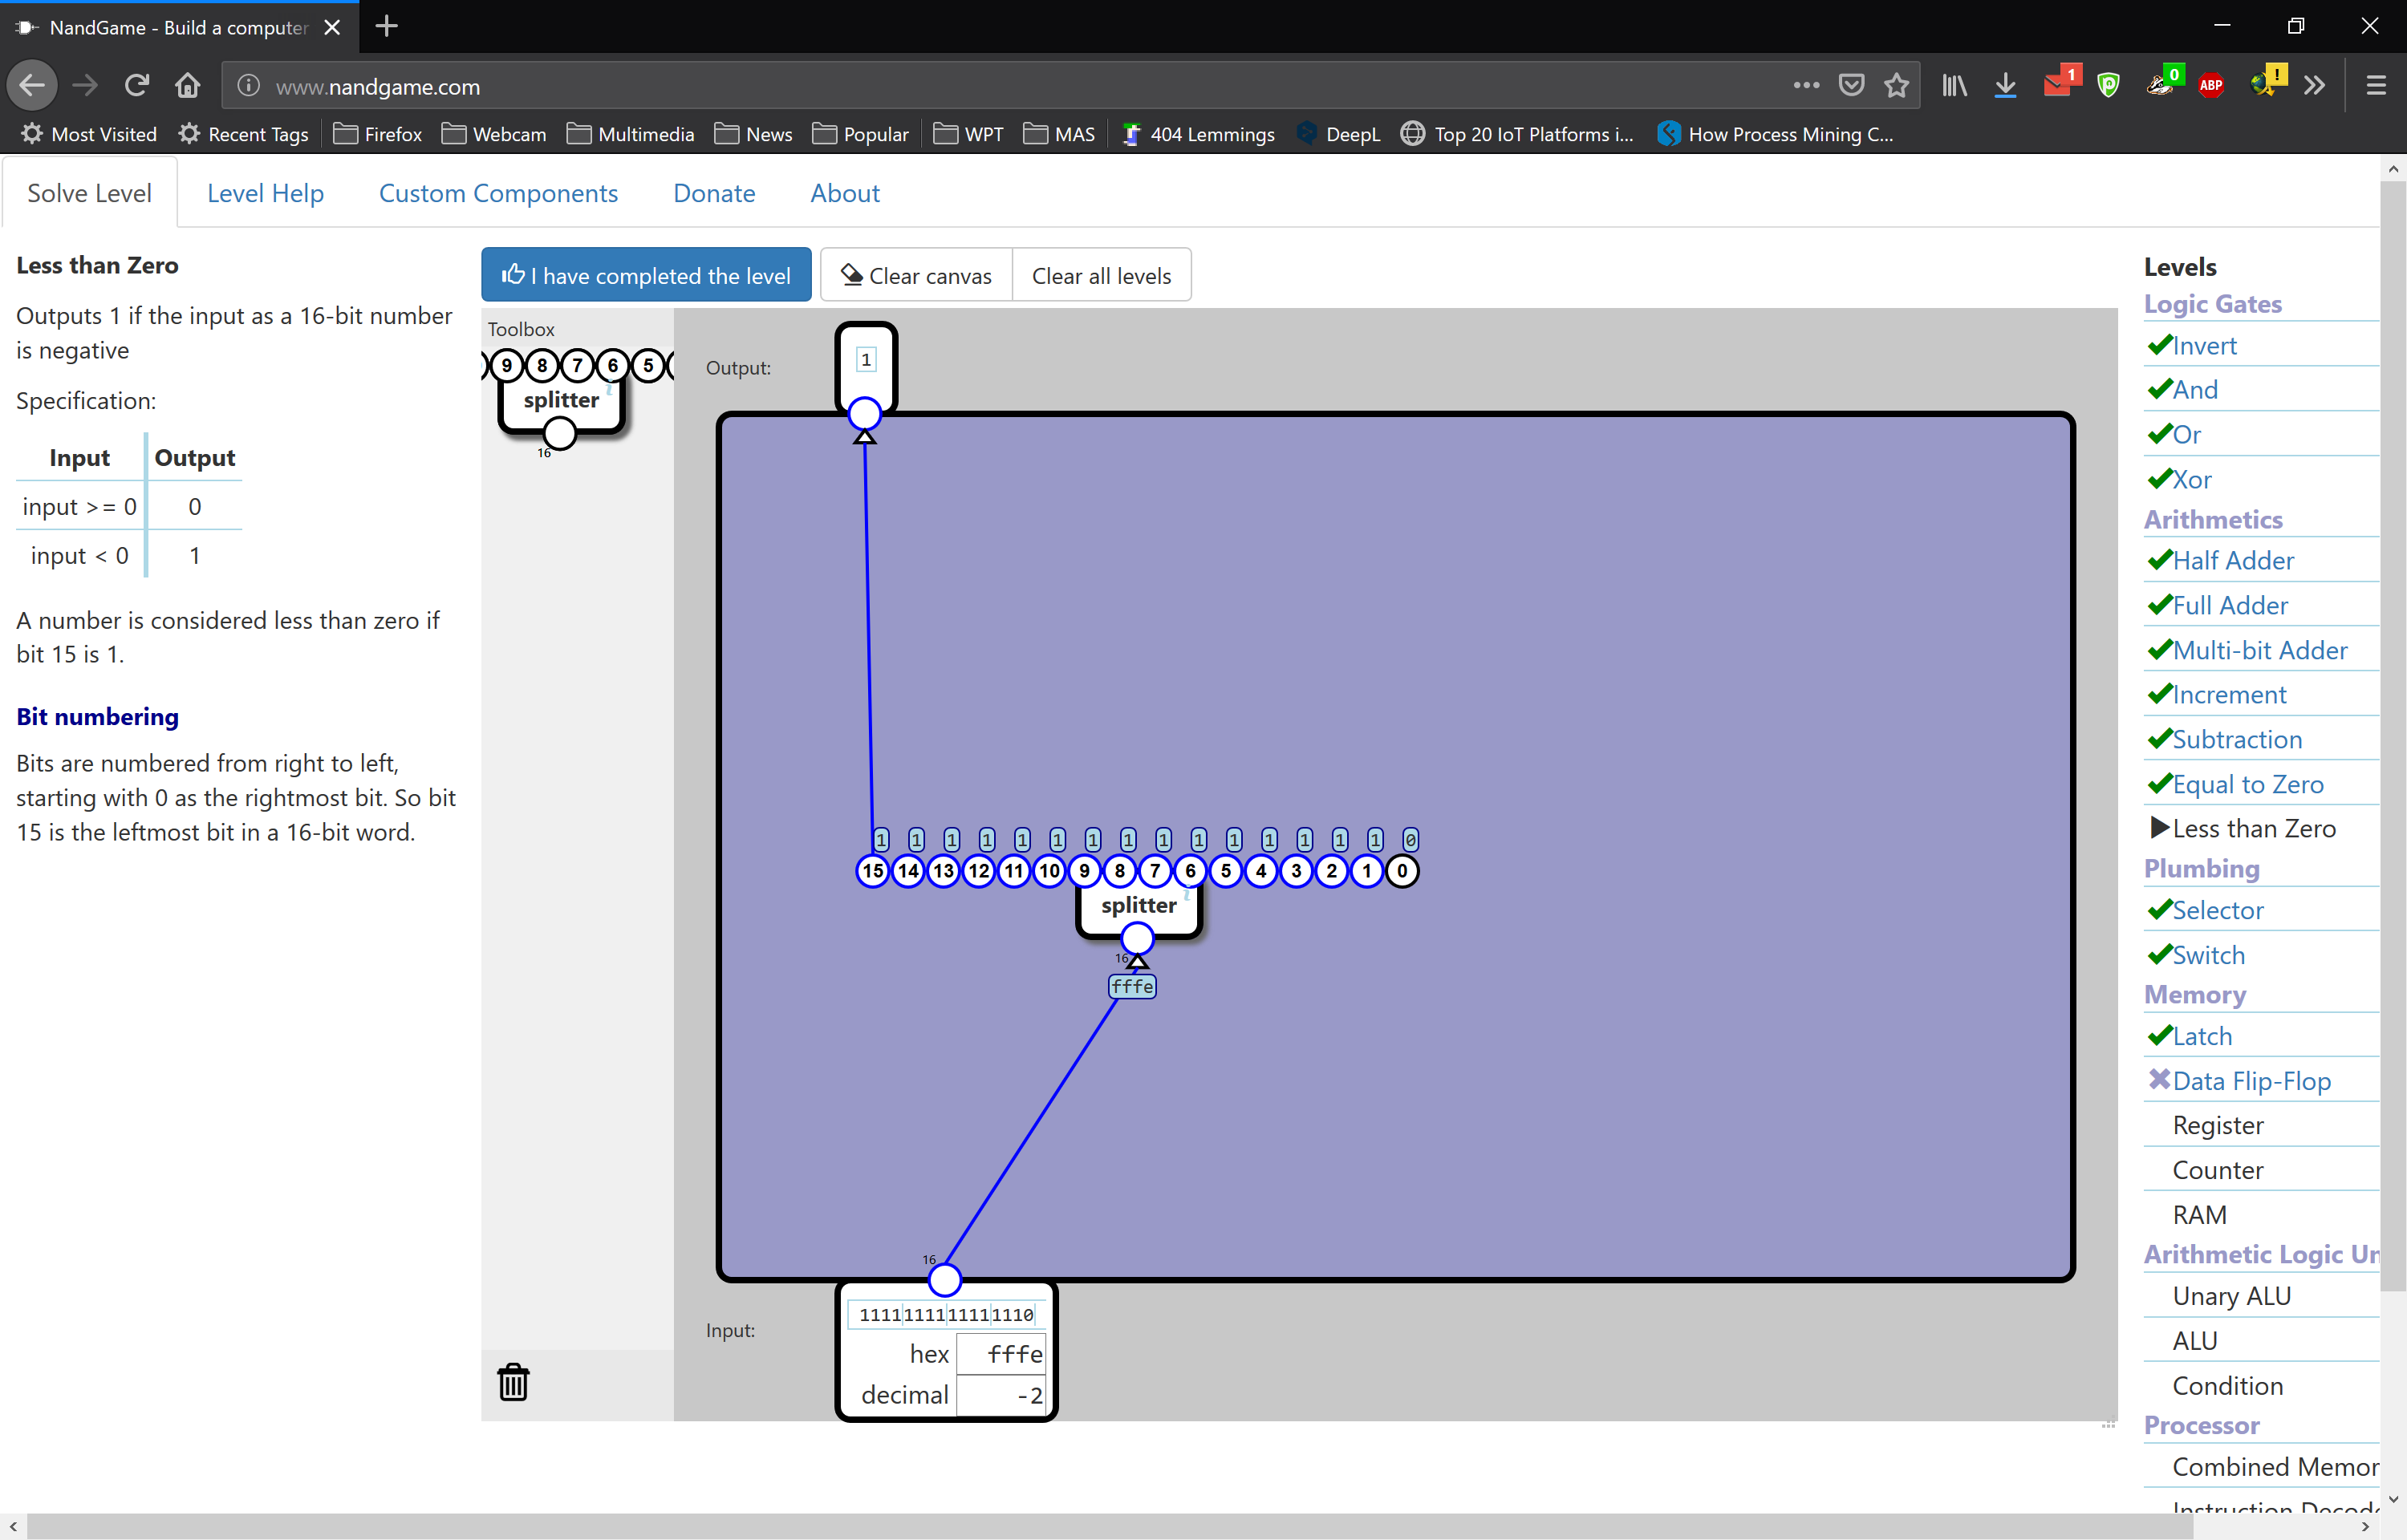 NandGame - Build a computer
www.nandgame.com
1
0
ABP
!
Most Visited
Recent Tags
Firefox
Webcam
Multimedia
News
Popular
WPT
MAS
404 Lemmings
DeepL
Top 20 IoT Platforms i...
How Process Mining C...
Solve Level
Level Help
Custom Components
Donate
About
Less than Zero
Outputs 1 if the input as a 16-bit number
is negative
Specification:
Input Output
input >= 0 0
input < 0 1
A number is considered less than zero if
bit 15 is 1.
Bit numbering
Bits are numbered from right to left,
starting with 0 as the rightmost bit. So bit
15 is the leftmost bit in a 16-bit word.
I have completed the level
Clear canvas
Clear all levels
Toolbox
9 8 7 6 5
splitter
16
Output:
1
1 1 1 1 1 1 1 1 1 1 1 1 1 1 1 0
15 14 13 12 11 10 9 8 7 6 5 4 3 2 1 0
splitter
16
fffe
16
Input:
1111 1111 1111 1110
hex fffe
decimal -2
Levels
Logic Gates
Invert
And
Or
Xor
Arithmetics
Half Adder
Full Adder
Multi-bit Adder
Increment
Subtraction
Equal to Zero
Less than Zero
Plumbing
Selector
Switch
Memory
Latch
Data Flip-Flop
Register
Counter
RAM
Arithmetic Logic Un
Unary ALU
ALU
Condition
Processor
Combined Memor
Instruction Decod